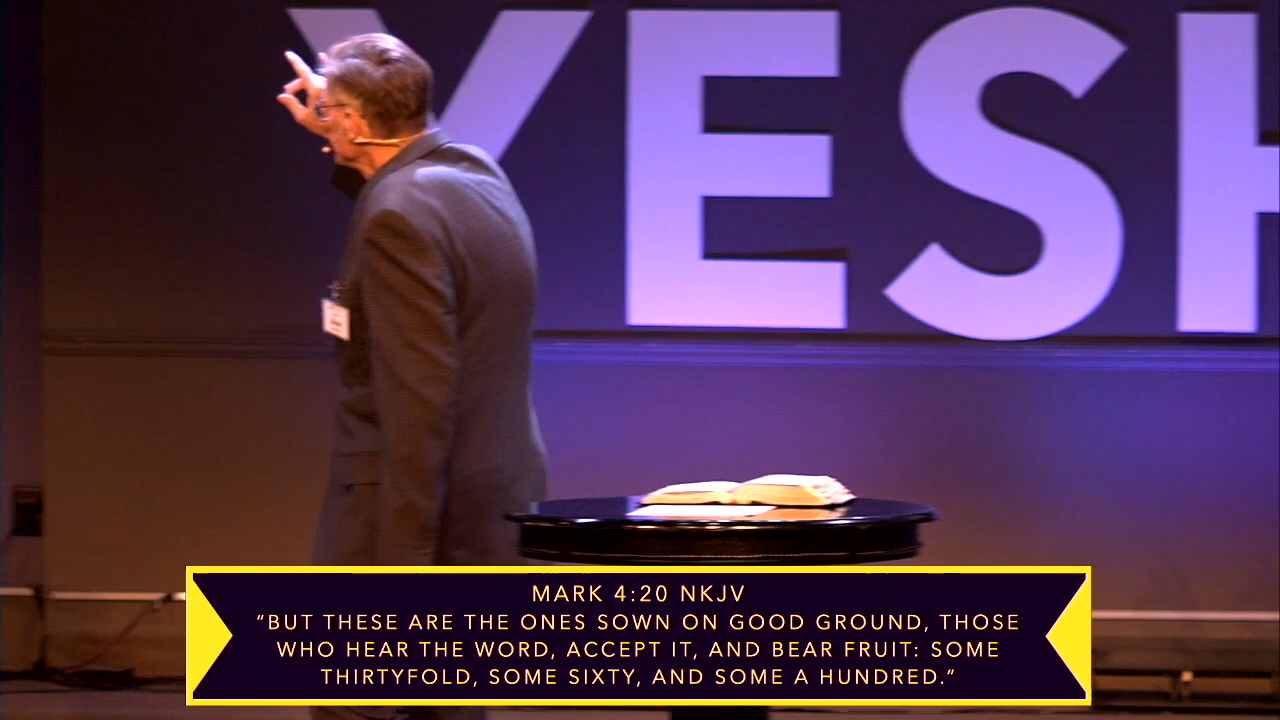 YESH
MARK 4:20 NKJV
"BUT THESE ARE THE ONES SOWN ON GOOD GROUND, THOSE
WHO HEAR THE WORD, ACCEPT IT, AND BEAR FRUIT: SOME
THIRTYFOLD, SOME SIXTY, AND SOME A HUNDRED."